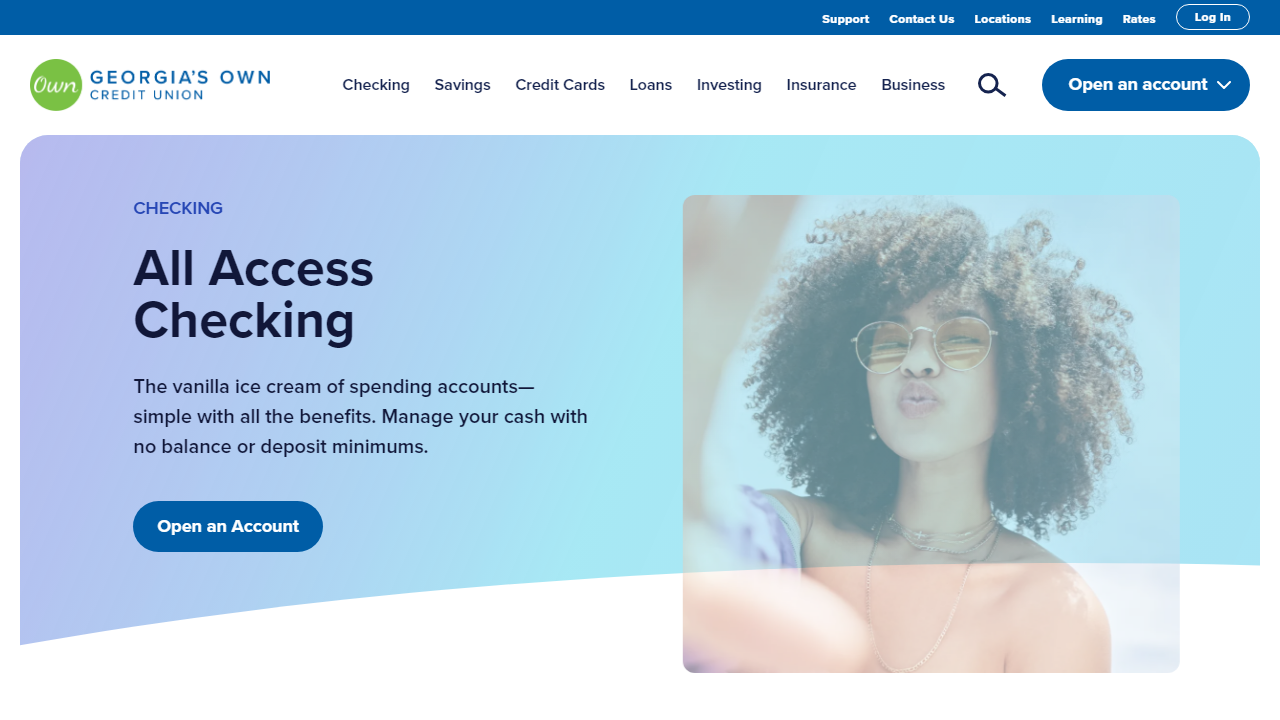 Support Contact Us Locations Learning Rates Log In
Own GEORGIA'S OWN
CREDIT UNION
Checking Savings Credit Cards Loans Investing Insurance Business Open an account
CHECKING
All Access
Checking
The vanilla ice cream of spending accounts—
simple with all the benefits. Manage your cash with
no balance or deposit minimums.
Open an Account